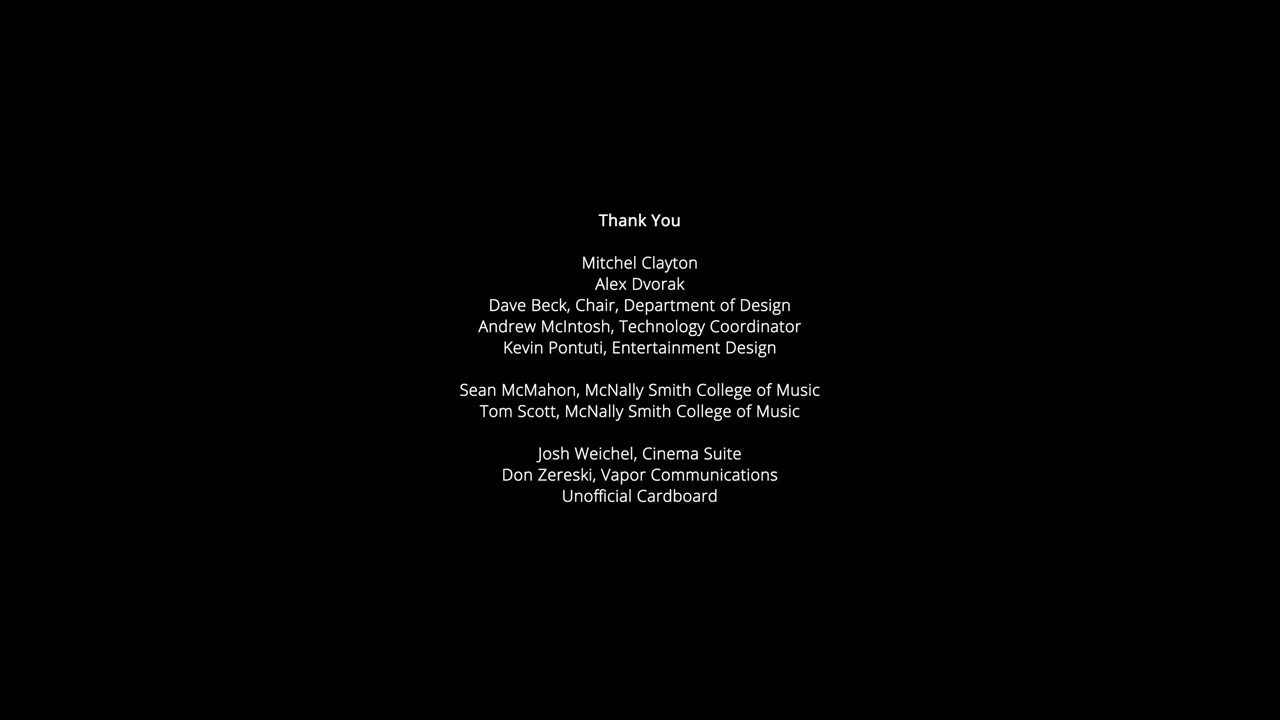 Thank You
Mitchel Clayton
Alex Dvorak
Dave Beck, Chair, Department of Design
Andrew McIntosh, Technology Coordinator
Kevin Pontuti, Entertainment Design
Sean McMahon, McNally Smith College of Music
Tom Scott, McNally Smith College of Music
Josh Weichel, Cinema Suite
Don Zereski, Vapor Communications
Unofficial Cardboard